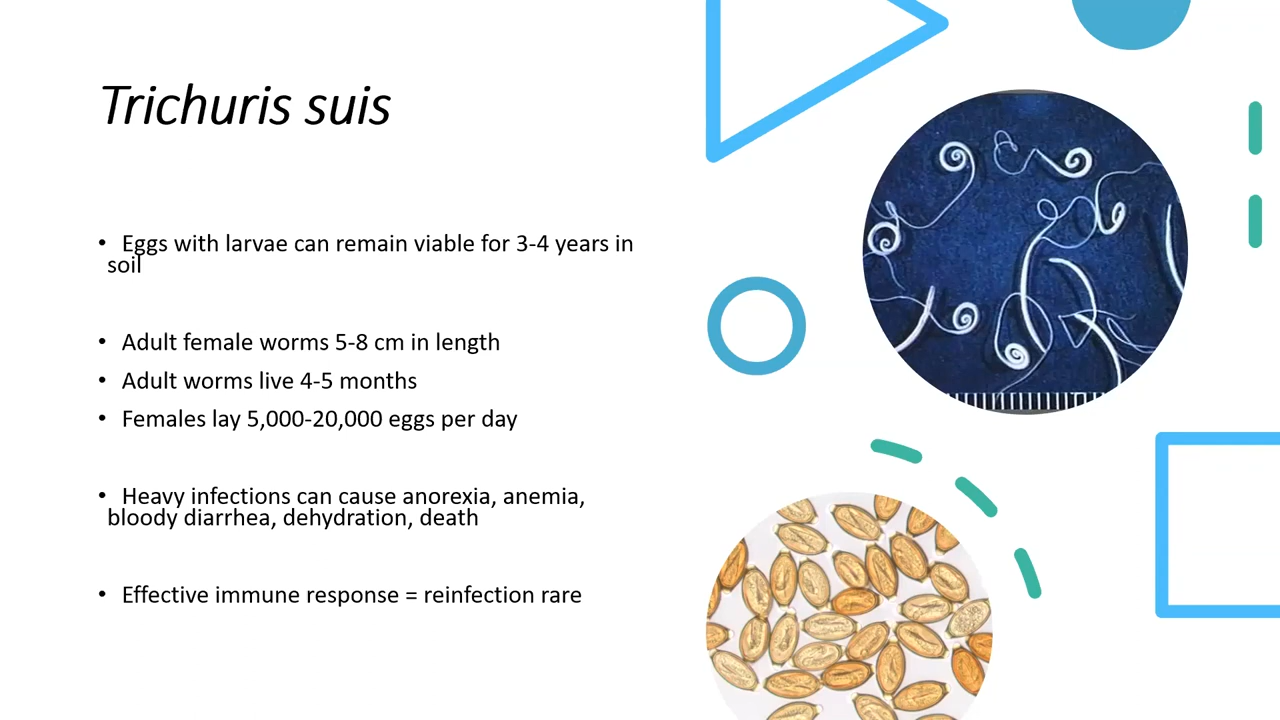 Trichuris suis
• Eggs with larvae can remain viable for 3-4 years in
soil
• Adult female worms 5-8 cm in length
• Adult worms live 4-5 months
• Females lay 5,000-20,000 eggs per day
• Heavy infections can cause anorexia, anemia,
bloody diarrhea, dehydration, death
• Effective immune response = reinfection rare